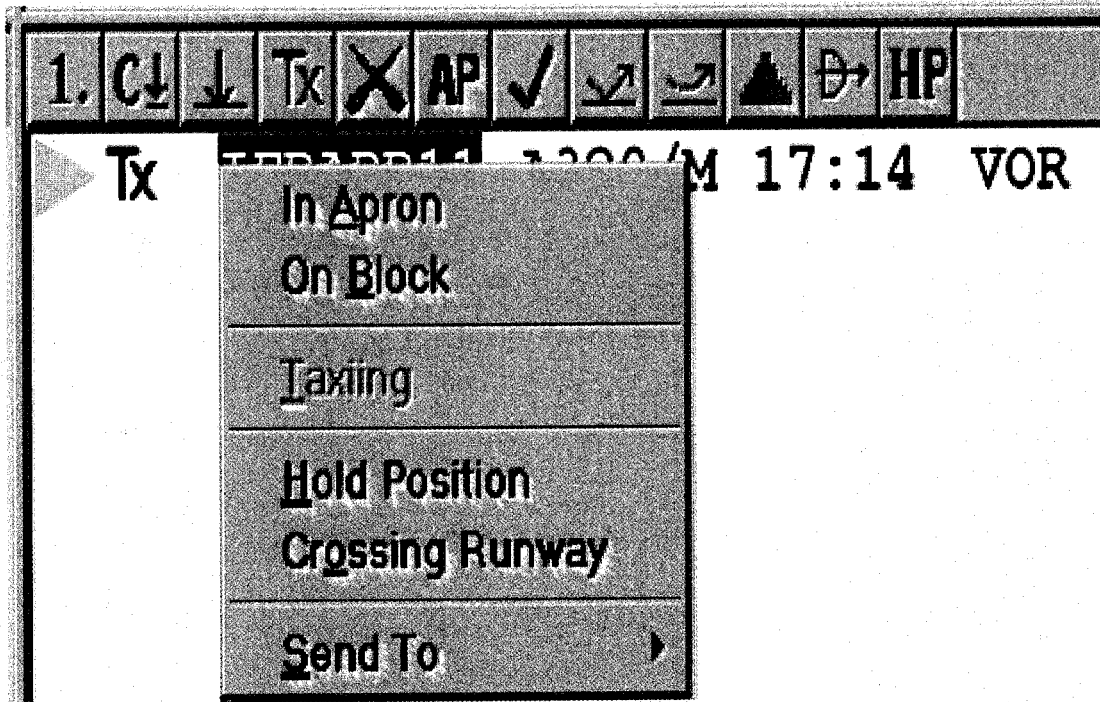 1. C Tx AP HP
Tx M 17:14 VOR
In Apron
On Block
Taxiing
Hold Position
Crossing Runway
Send To